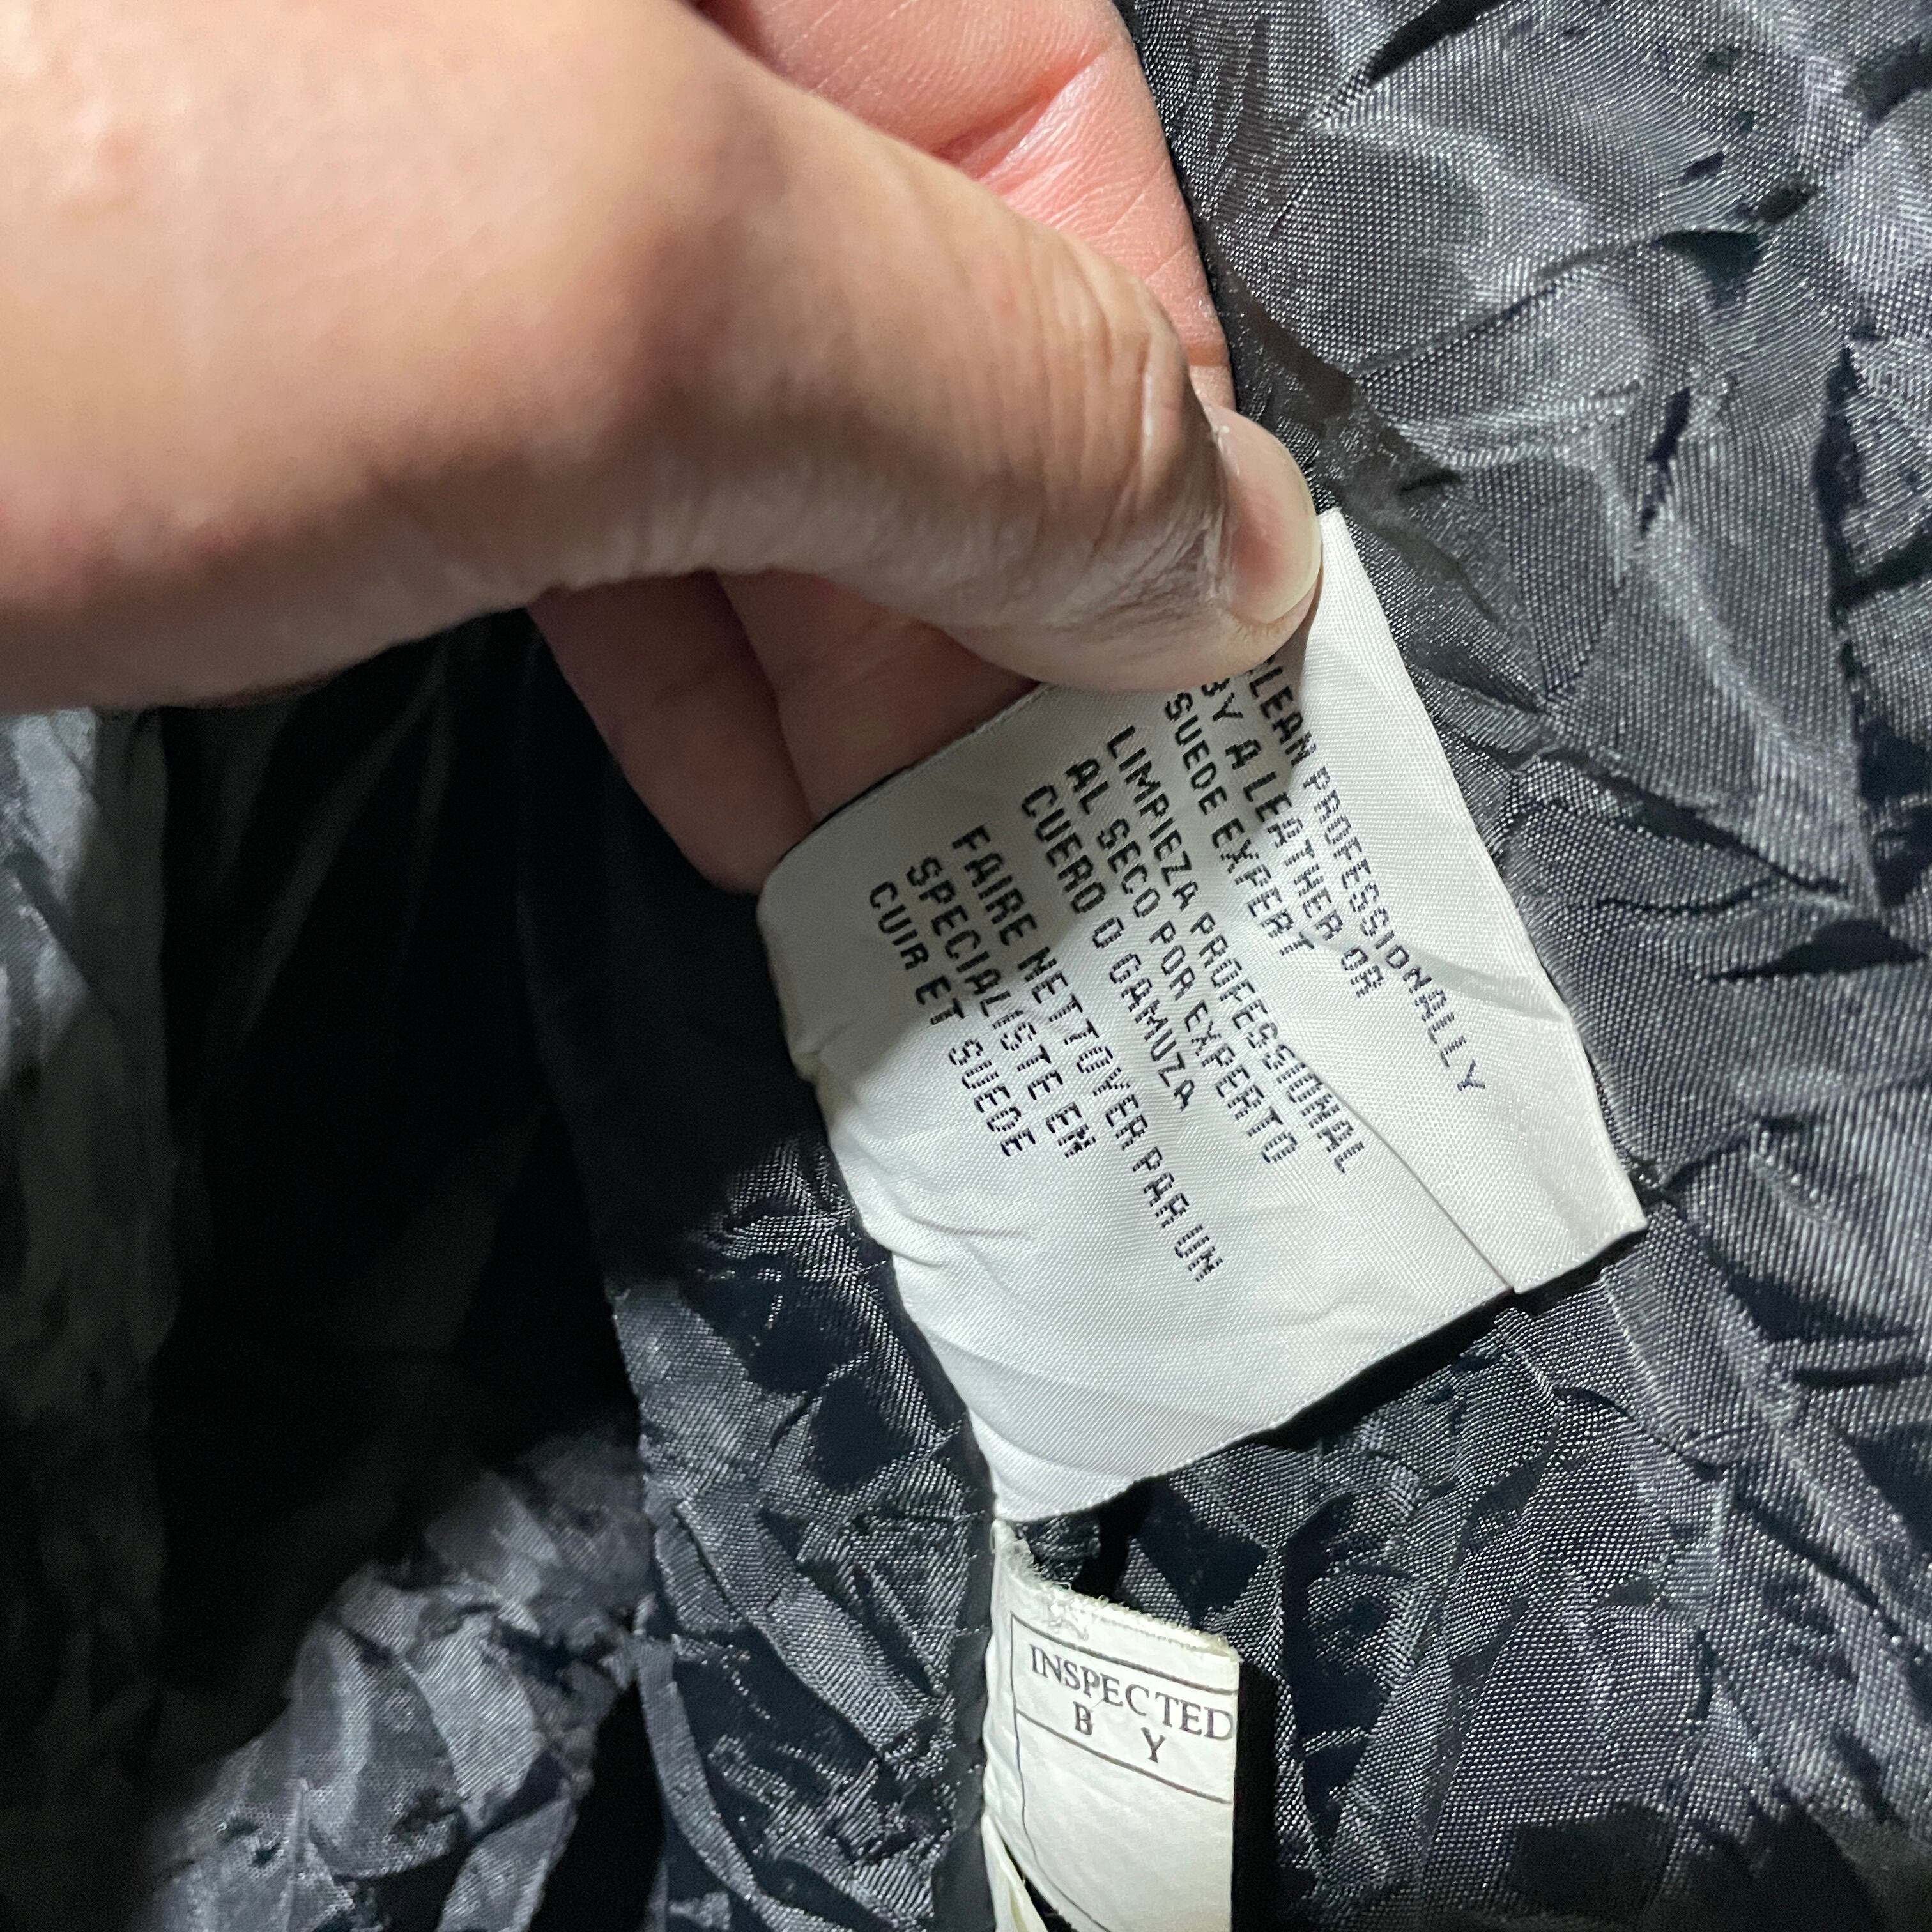 CLEAN PROFESSIONALLY
BY A LEATHER OR
SUEDE EXPERT
LIMPIEZA PROFESSIONAL
AL SECO POR EXPERTO
CUERO O GAMUZA
FAIRE NETTOYER PAR UN
SPECIALISTE EN
CUIR ET SUEDE
INSPECTED
B Y